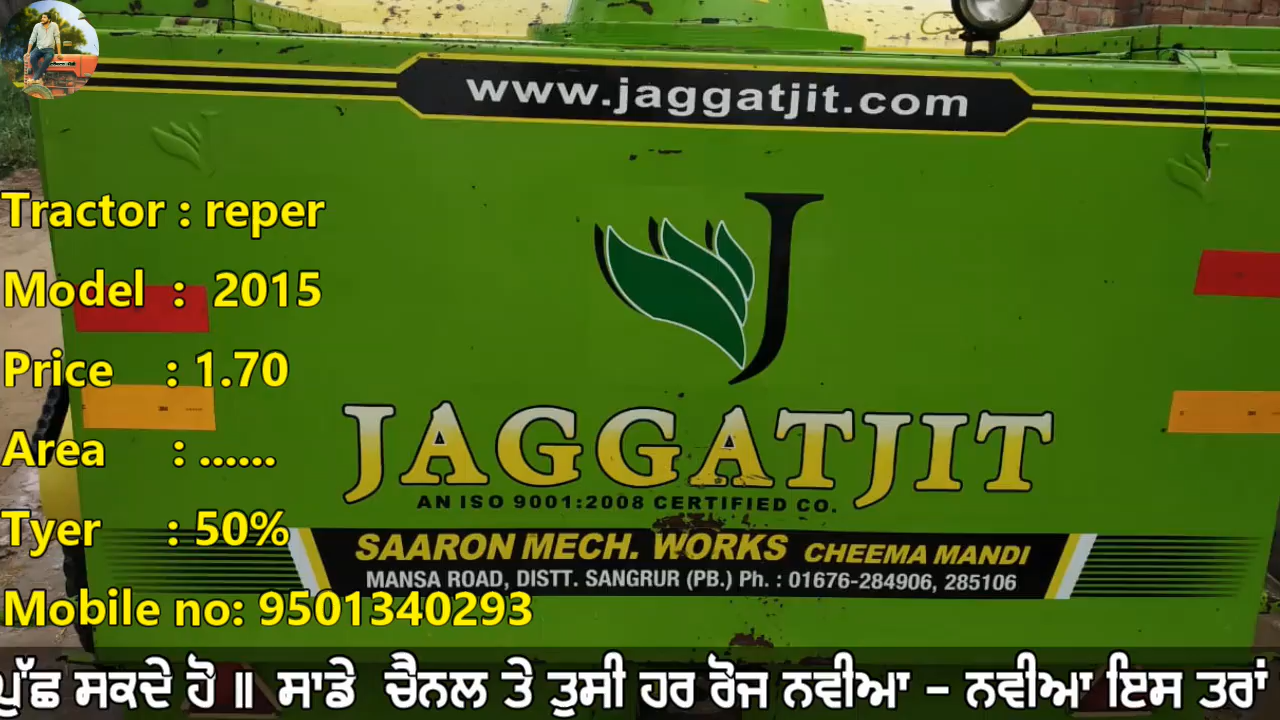 www.jaggatjit.com
Tractor : reper
Model : 2015
Price : 1.70
Area : ......
Tyer : 50%
Mobile no: 9501340293
J
JAGGATJIT
AN ISO 9001:2008 CERTIFIED CO.
SAARON MECH. WORKS CHEEMA MANDI
MANSA ROAD, DISTT. SANGRUR (PB.) Ph. : 01676-284906, 285106
ਪੁੱਛ ਸਕਦੇ ਹੋ ॥ ਸਾਡੇ ਚੈਨਲ ਤੇ ਤੁਸੀ ਹਰ ਰੋਜ ਨਵੀਆ - ਨਵੀਆ ਇਸ ਤਰਾਂ